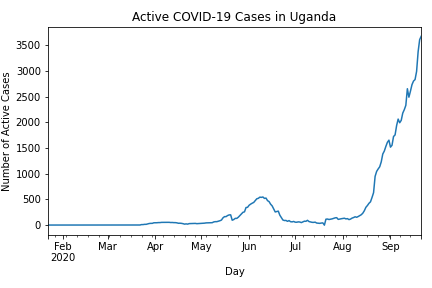 Active COVID-19 Cases in Uganda
Number of Active Cases
3500
3000
2500
2000
1500
1000
500
0
Feb Mar Apr May Jun Jul Aug Sep
2020
Day